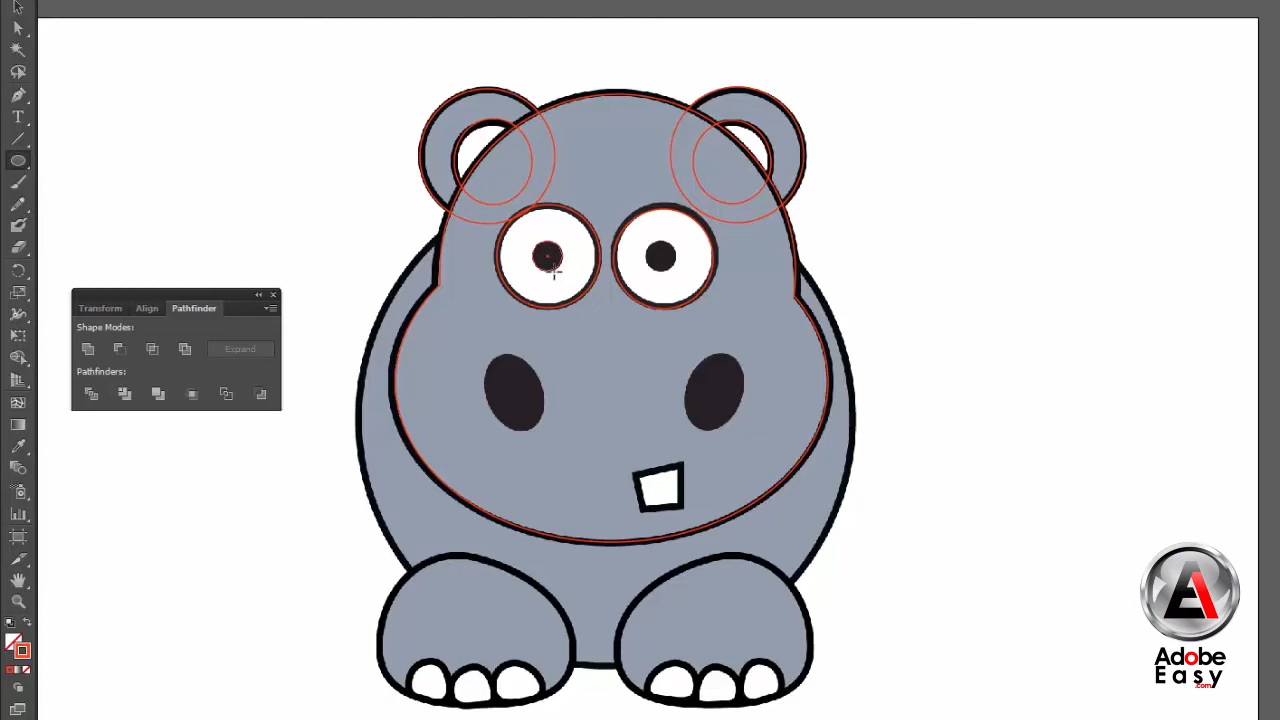 Transform Align Pathfinder
Shape Modes:
Expand
Pathfinders:
Adobe
Easy
.com